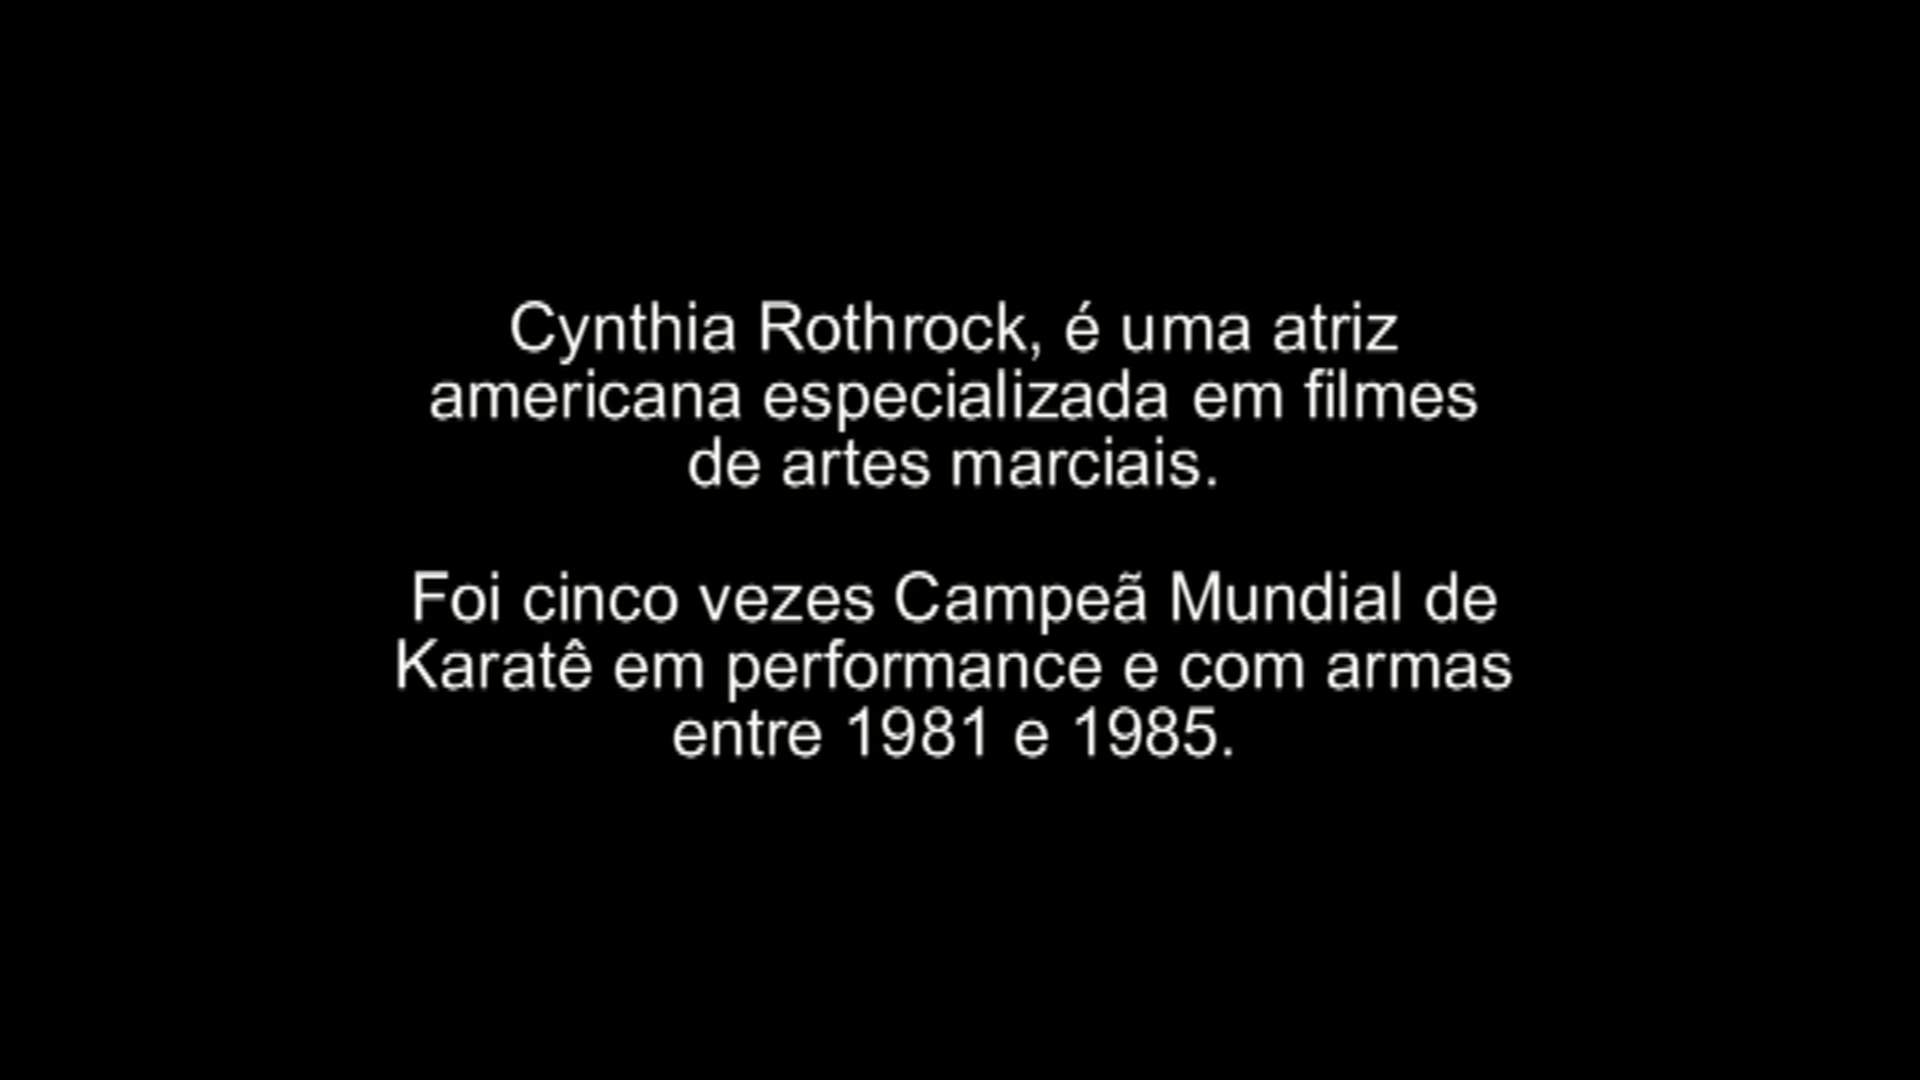 Cynthia Rothrock, é uma atriz
americana especializada em filmes
de artes marciais.
Foi cinco vezes Campeã Mundial de
Karatê em performance e com armas
entre 1981 e 1985.